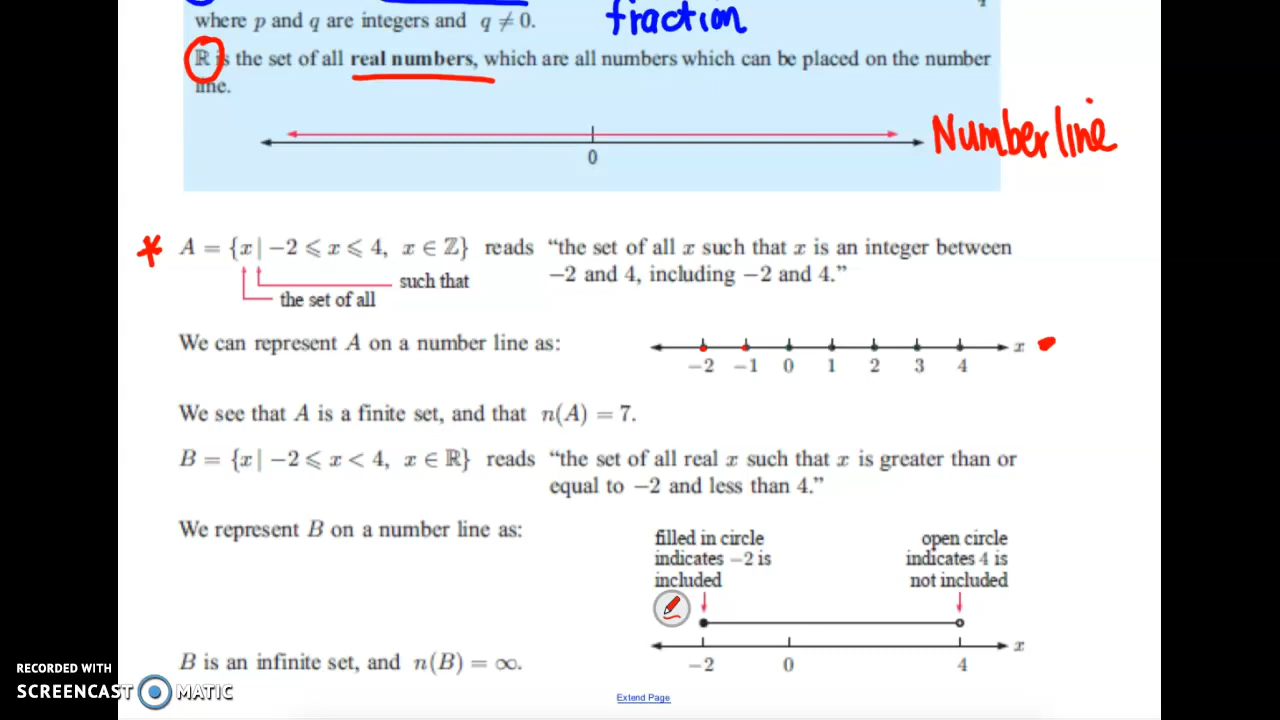 where p and q are integers and q ≠ 0.
fraction
ℝ is the set of all real numbers, which are all numbers which can be placed on the number
line.
Number line
0
* A = {x | −2 ⩽ x ⩽ 4, x ∈ ℤ} reads “the set of all x such that x is an integer between
−2 and 4, including −2 and 4.”
such that
the set of all
We can represent A on a number line as:
x
−2 −1 0 1 2 3 4
We see that A is a finite set, and that n(A) = 7.
B = {x | −2 ⩽ x < 4, x ∈ ℝ} reads “the set of all real x such that x is greater than or
equal to −2 and less than 4.”
We represent B on a number line as:
filled in circle
indicates −2 is
included
open circle
indicates 4 is
not included
x
−2 0 4
B is an infinite set, and n(B) = ∞.
RECORDED WITH
SCREENCAST MATIC
Extend Page